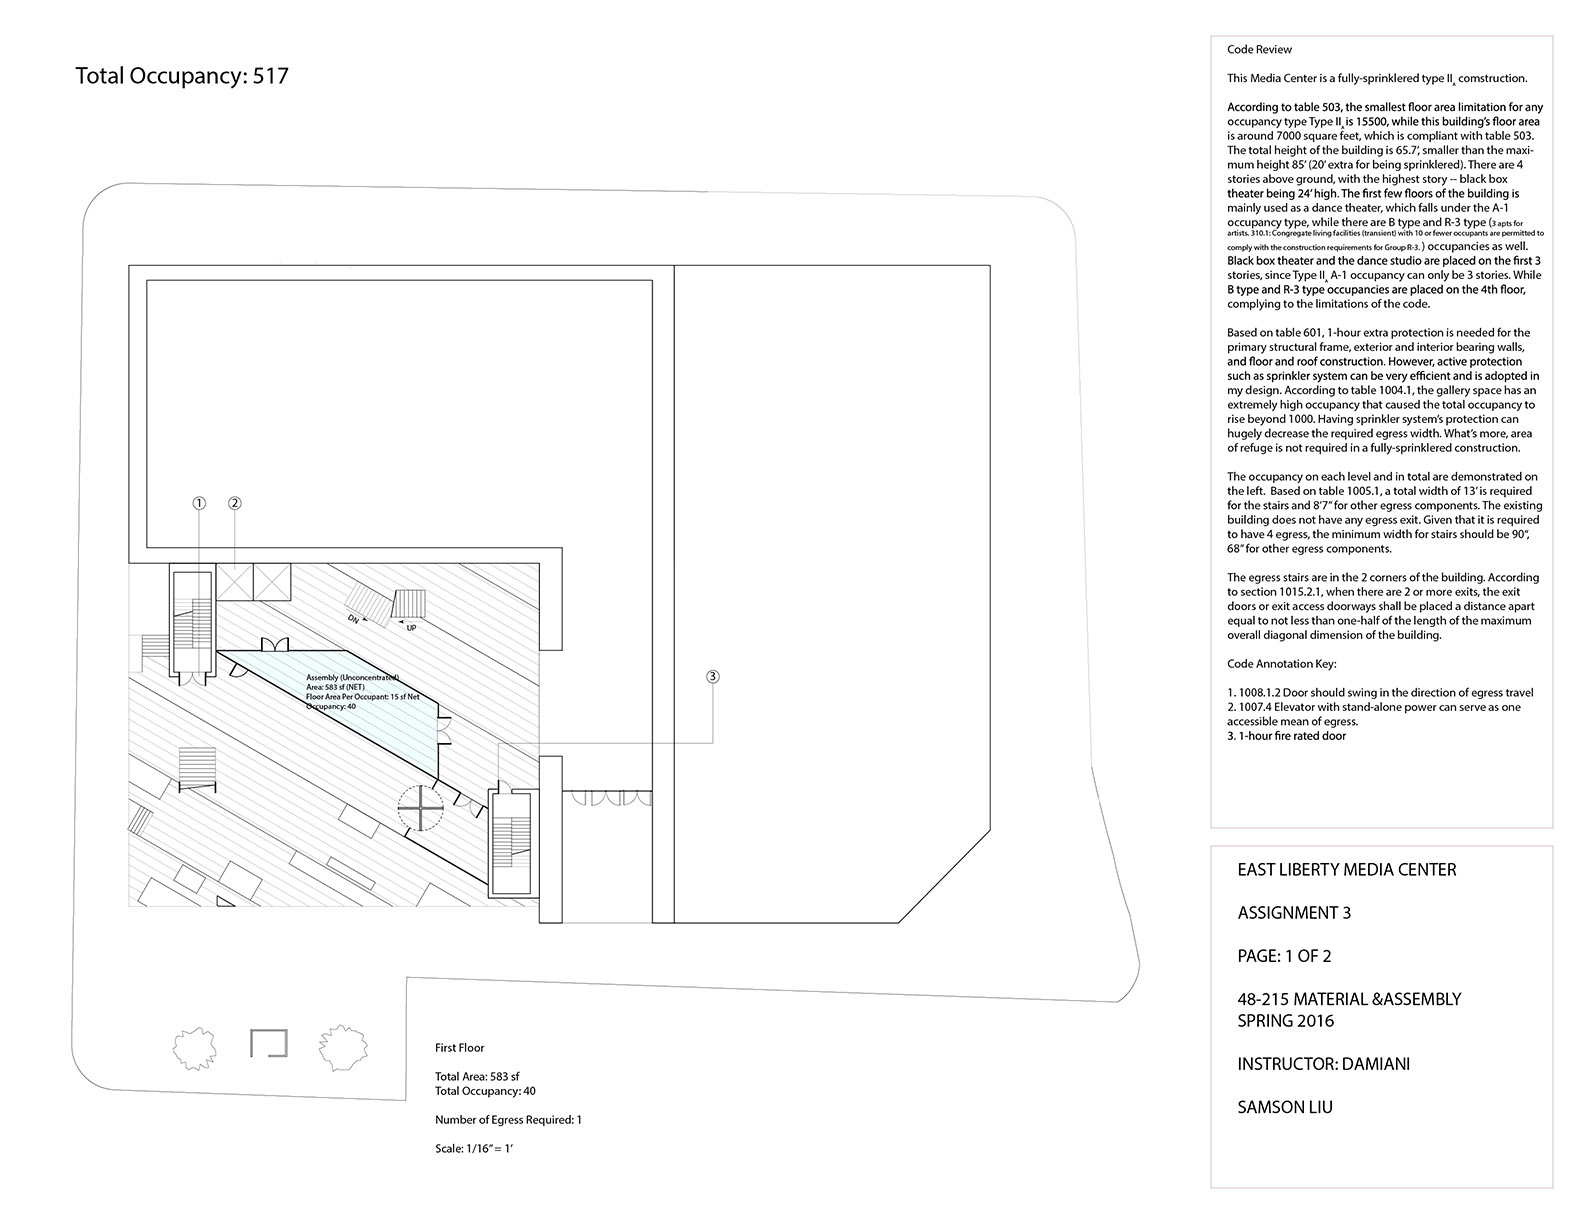 Total Occupancy: 517
Code Review
This Media Center is a fully-sprinklered type IIA comstruction.
According to table 503, the smallest floor area limitation for any
occupancy type Type IIA is 15500, while this building's floor area
is around 7000 square feet, which is compliant with table 503.
The total height of the building is 65.7', smaller than the maxi-
mum height 85' (20' extra for being sprinklered). There are 4
stories above ground, with the highest story -- black box
theater being 24' high. The first few floors of the building is
mainly used as a dance theater, which falls under the A-1
occupancy type, while there are B type and R-3 type (3 apts for
artists. 310.1: Congregate living facilities (transient) with 10 or fewer occupants are permitted to
comply with the construction requirements for Group R-3. ) occupancies as well.
Black box theater and the dance studio are placed on the first 3
stories, since Type IIA A-1 occupancy can only be 3 stories. While
B type and R-3 type occupancies are placed on the 4th floor,
complying to the limitations of the code.
Based on table 601, 1-hour extra protection is needed for the
primary structural frame, exterior and interior bearing walls,
and floor and roof construction. However, active protection
such as sprinkler system can be very efficient and is adopted in
my design. According to table 1004.1, the gallery space has an
extremely high occupancy that caused the total occupancy to
rise beyond 1000. Having sprinkler system's protection can
hugely decrease the required egress width. What's more, area
of refuge is not required in a fully-sprinklered construction.
The occupancy on each level and in total are demonstrated on
the left.  Based on table 1005.1, a total width of 13' is required
for the stairs and 8'7" for other egress components. The existing
building does not have any egress exit. Given that it is required
to have 4 egress, the minimum width for stairs should be 90",
68" for other egress components.
The egress stairs are in the 2 corners of the building. According
to section 1015.2.1, when there are 2 or more exits, the exit
doors or exit access doorways shall be placed a distance apart
equal to not less than one-half of the length of the maximum
overall diagonal dimension of the building.
Code Annotation Key:
1. 1008.1.2 Door should swing in the direction of egress travel
2. 1007.4 Elevator with stand-alone power can serve as one
accessible mean of egress.
3. 1-hour fire rated door
1
2
DN
UP
Assembly (Unconcentrated)
Area: 583 sf (NET)
Floor Area Per Occupant: 15 sf Net
Occupancy: 40
3
First Floor
Total Area: 583 sf
Total Occupancy: 40
Number of Egress Required: 1
Scale: 1/16" = 1'
EAST LIBERTY MEDIA CENTER
ASSIGNMENT 3
PAGE: 1 OF 2
48-215 MATERIAL &ASSEMBLY
SPRING 2016
INSTRUCTOR: DAMIANI
SAMSON LIU